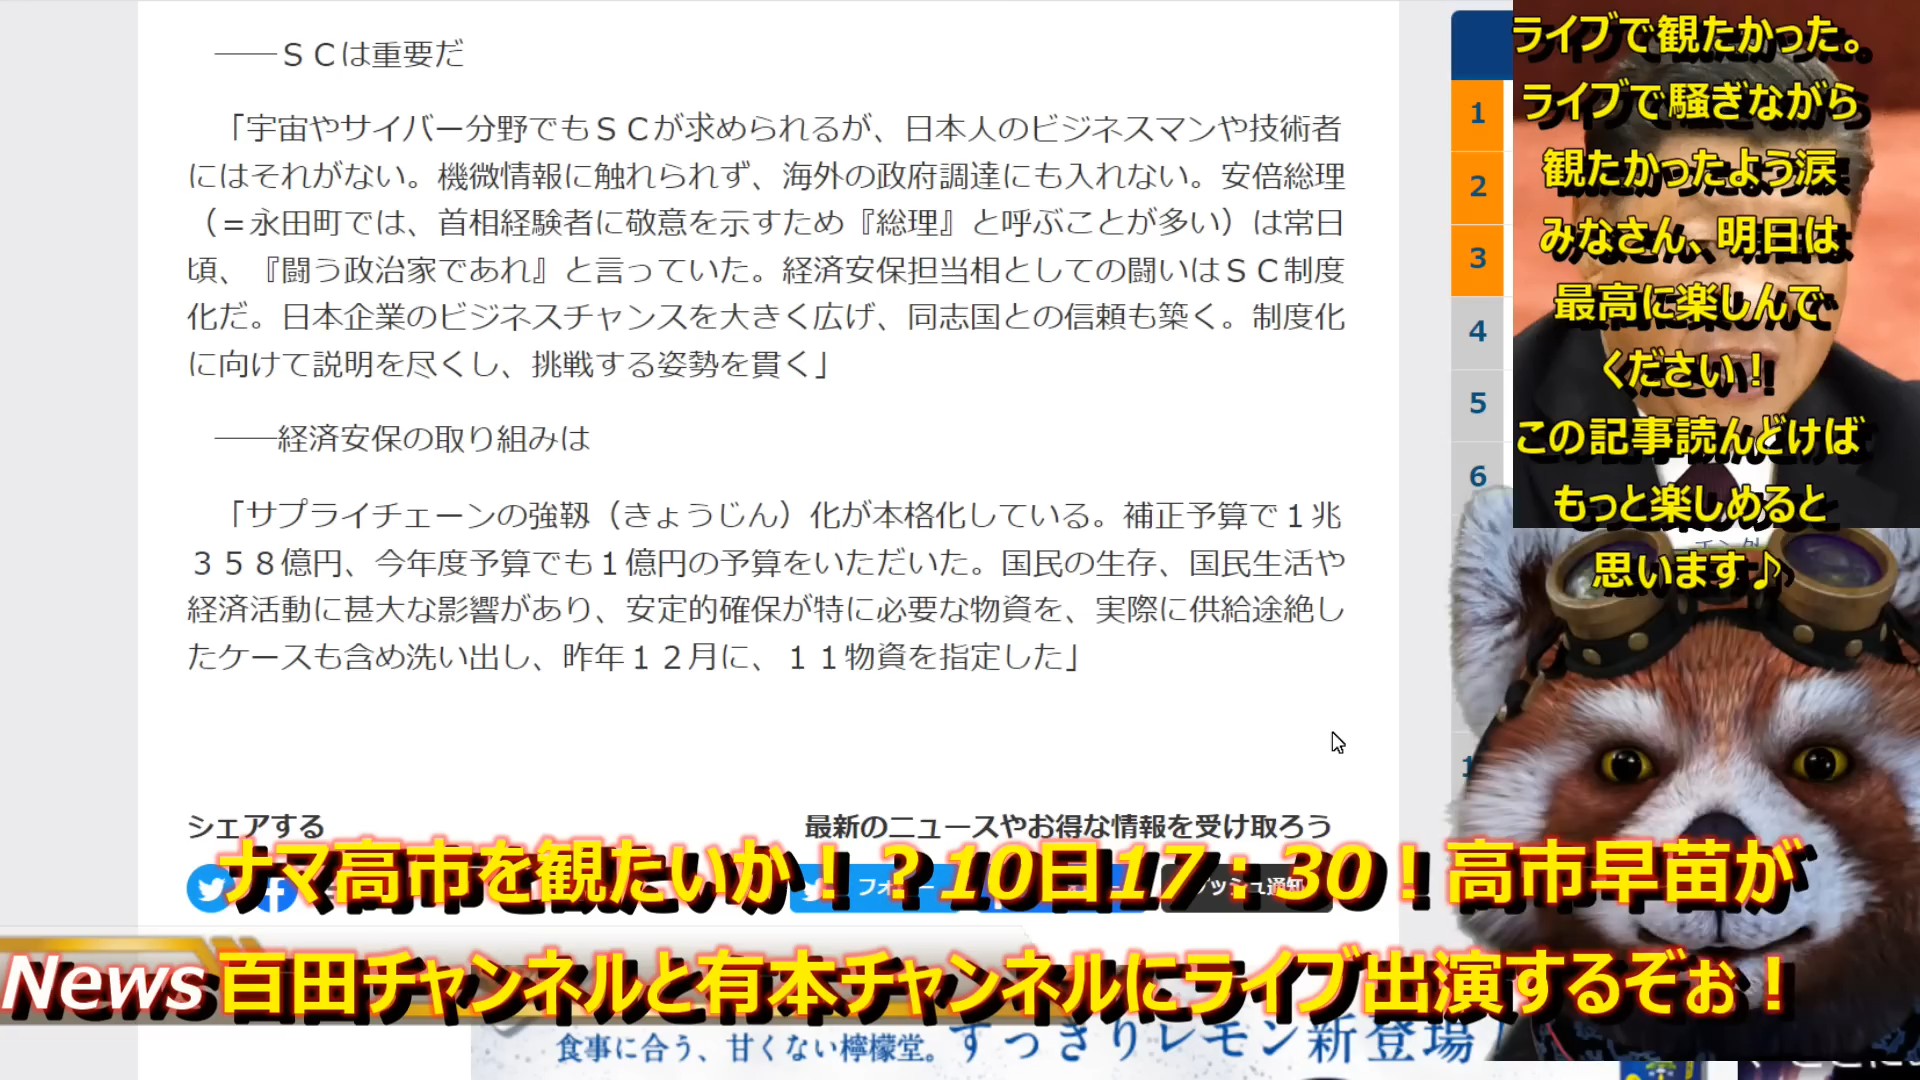 ――ＳＣは重要だ
「宇宙やサイバー分野でもＳＣが求められるが、日本人のビジネスマンや技術者
にはそれがない。機微情報に触れられず、海外の政府調達にも入れない。安倍総理
（＝永田町では、首相経験者に敬意を示すため『総理』と呼ぶことが多い）は常日
頃、『闘う政治家であれ』と言っていた。経済安保担当相としての闘いはＳＣ制度
化だ。日本企業のビジネスチャンスを大きく広げ、同志国との信頼も築く。制度化
に向けて説明を尽くし、挑戦する姿勢を貫く」
――経済安保の取り組みは
「サプライチェーンの強靱（きょうじん）化が本格化している。補正予算で１兆
３５８億円、今年度予算でも１億円の予算をいただいた。国民の生存、国民生活や
経済活動に甚大な影響があり、安定的確保が特に必要な物資を、実際に供給途絶し
たケースも含め洗い出し、昨年１２月に、１１物資を指定した」
シェアする
最新のニュースやお得な情報を受け取ろう
1
2
3
4
5
6
ライブで観たかった。
ライブで騒ぎながら
観たかったよう涙
みなさん、明日は
最高に楽しんで
ください！
この記事読んどけば
もっと楽しめると
思います♪
ナマ高市を観たいか！？10日17：30！高市早苗が
News 百田チャンネルと有本チャンネルにライブ出演するぞぉ！
食事に合う、甘くない檸檬堂。すっきりレモン新登場